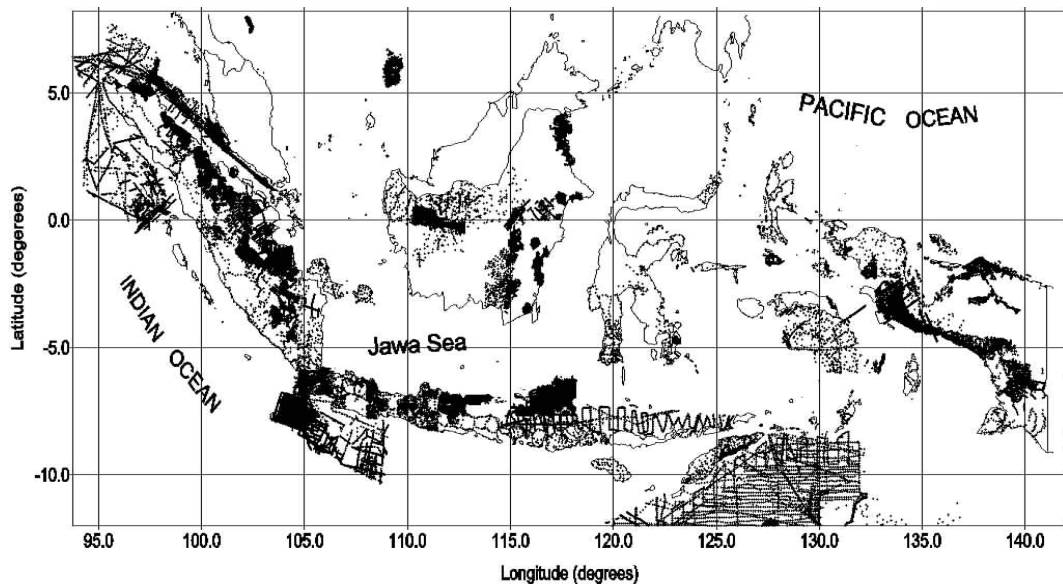 PACIFIC OCEAN
5.0
0.0
-5.0
-10.0
Latitude (degerees)
INDIAN OCEAN
Jawa Sea
95.0 100.0 105.0 110.0 115.0 120.0 125.0 130.0 135.0 140.0
Longitude (degrees)